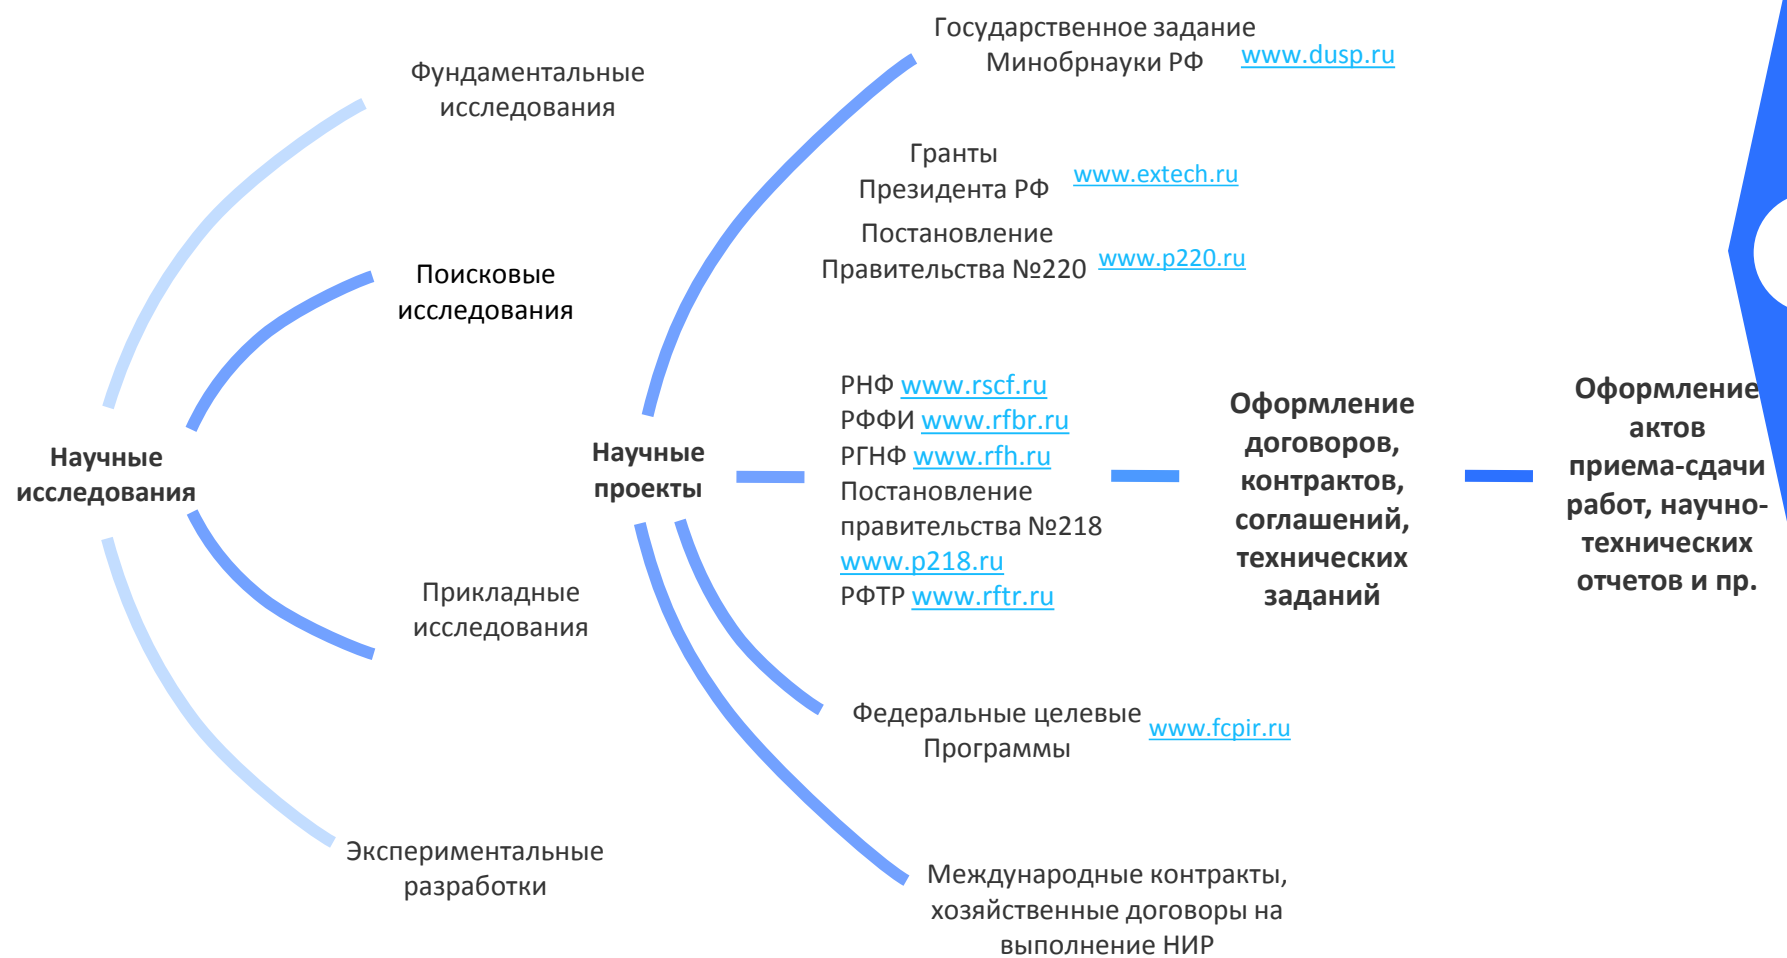 Научные
исследования
Фундаментальные
исследования
Поисковые
исследования
Прикладные
исследования
Экспериментальные
разработки
Научные
проекты
Государственное задание
Минобрнауки РФ www.dusp.ru
Гранты
Президента РФ www.extech.ru
Постановление
Правительства №220 www.p220.ru
РНФ www.rscf.ru
РФФИ www.rfbr.ru
РГНФ www.rfh.ru
Постановление
правительства №218
www.p218.ru
РФТР www.rftr.ru
Федеральные целевые
Программы www.fcpir.ru
Международные контракты,
хозяйственные договоры на
выполнение НИР
Оформление
договоров,
контрактов,
соглашений,
технических
заданий
Оформление
актов
приема-сдачи
работ, научно-
технических
отчетов и пр.